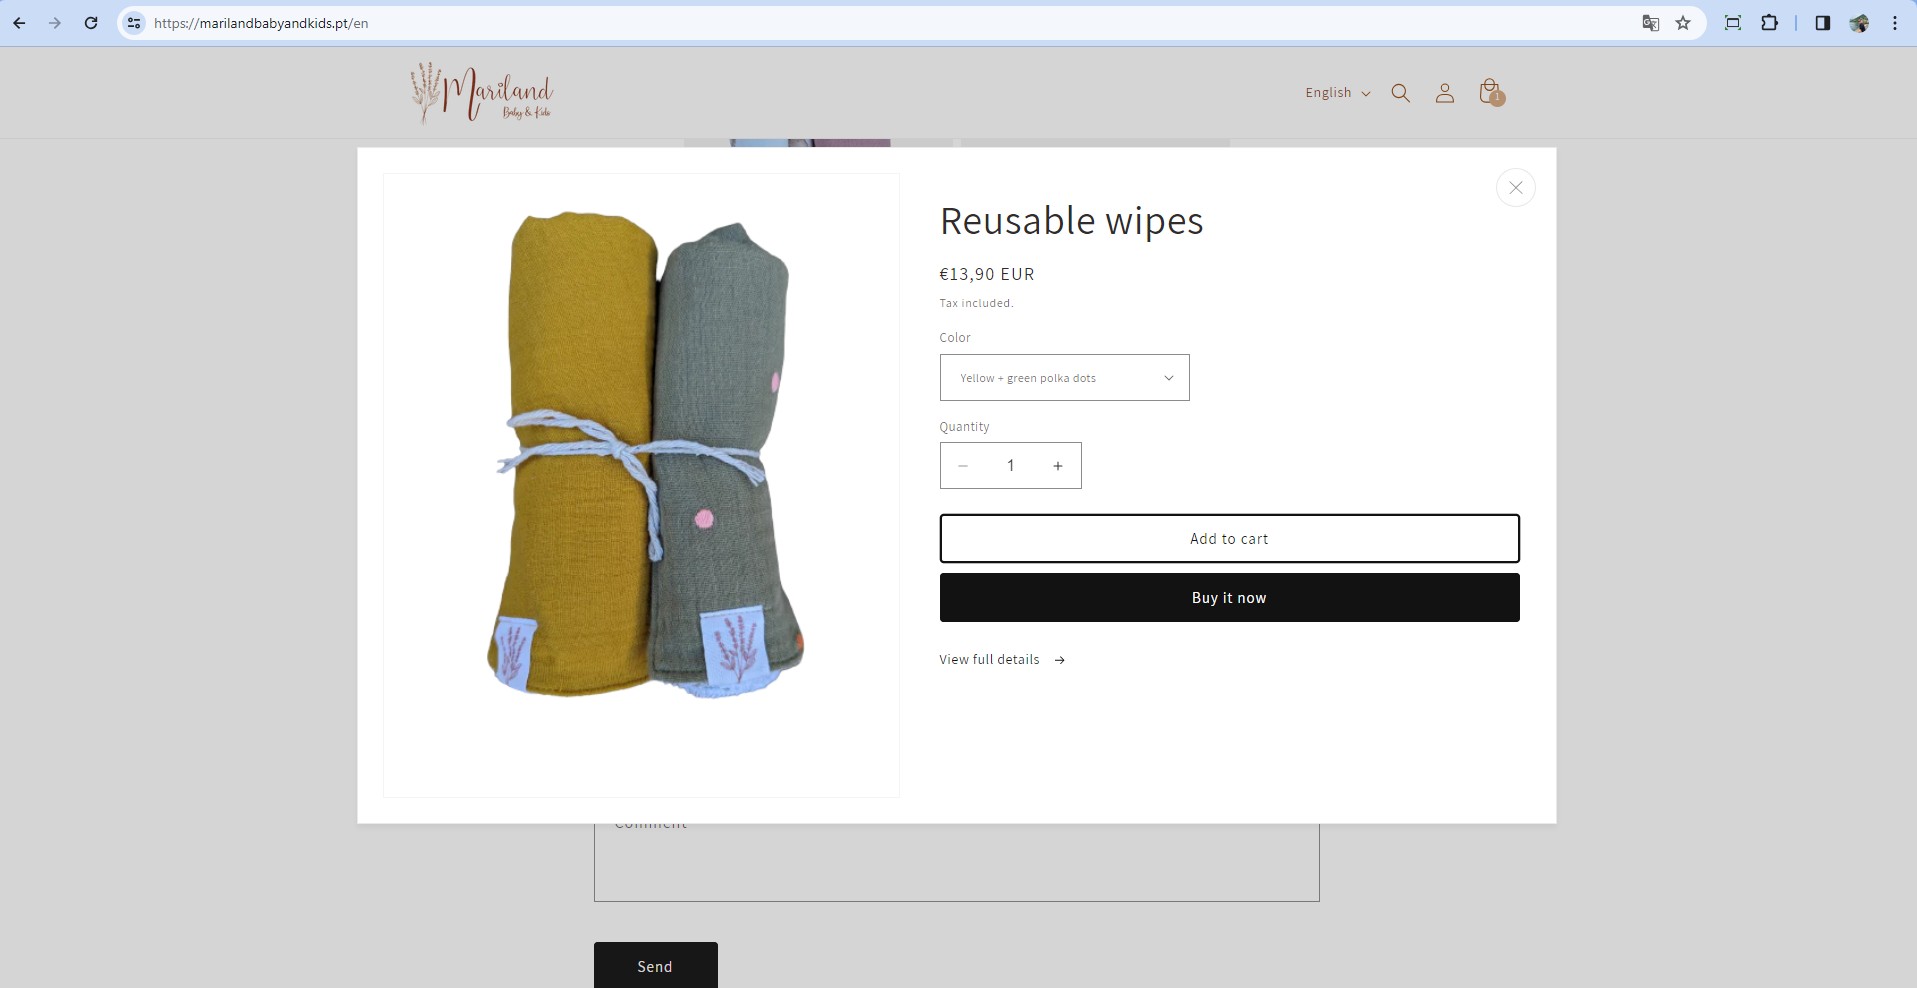 https://marilandbabyandkids.pt/en
Mariland
Baby & Kids
English
1
Reusable wipes
€13,90 EUR
Tax included.
Color
Yellow + green polka dots
Quantity
− 1 +
Add to cart
Buy it now
View full details →
Comment
Send